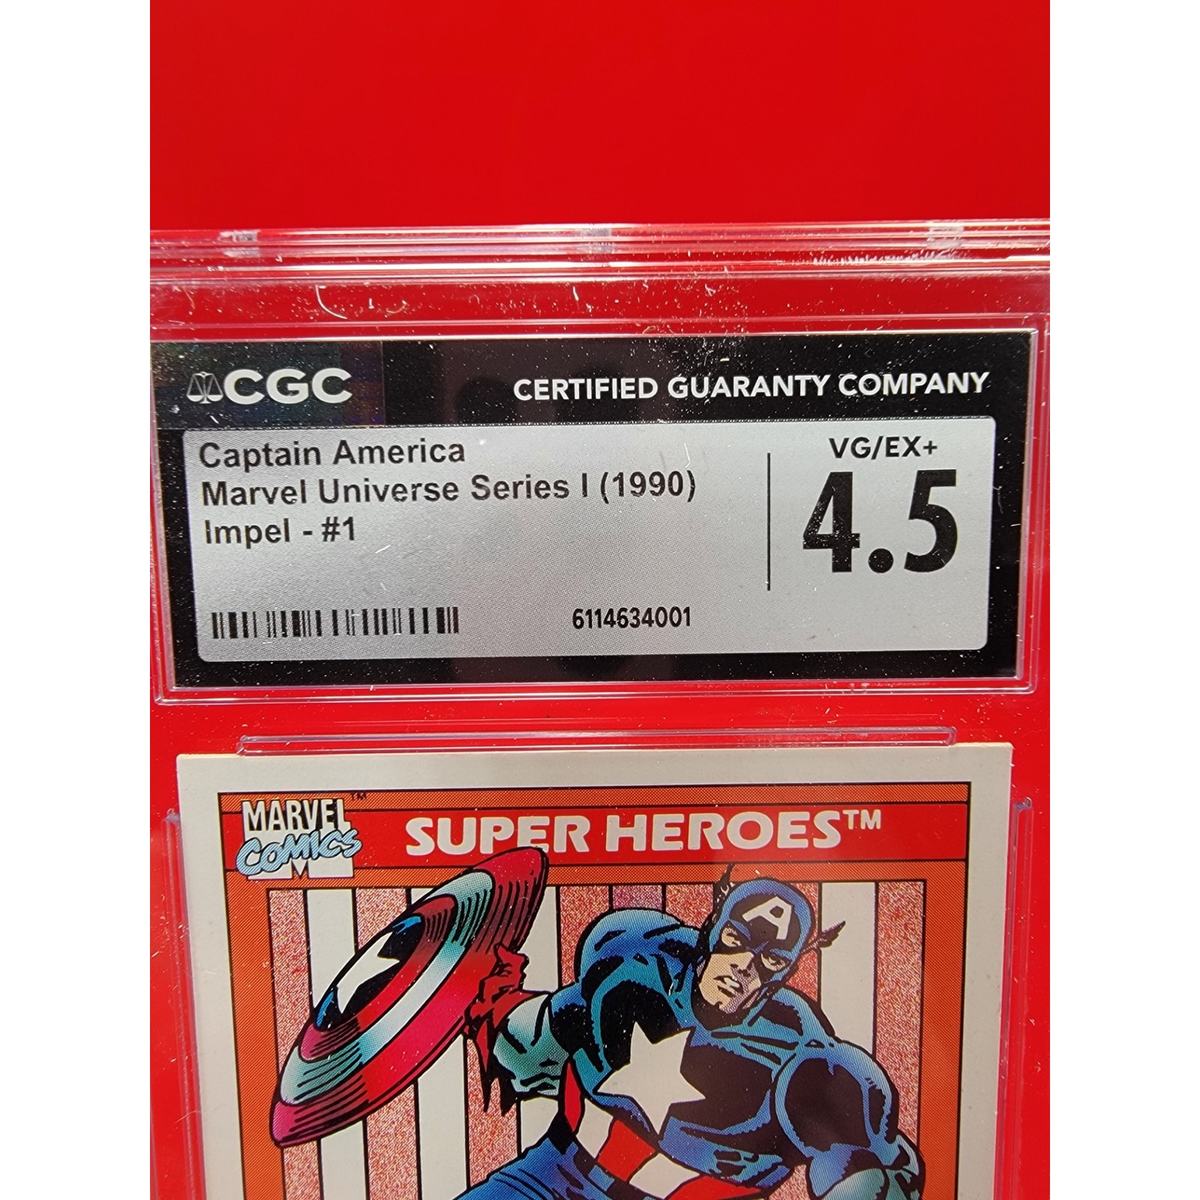 CGC
CERTIFIED GUARANTY COMPANY
Captain America
Marvel Universe Series I (1990)
Impel - #1
VG/EX+
4.5
6114634001
MARVEL™
COMICS
SUPER HEROES™
A